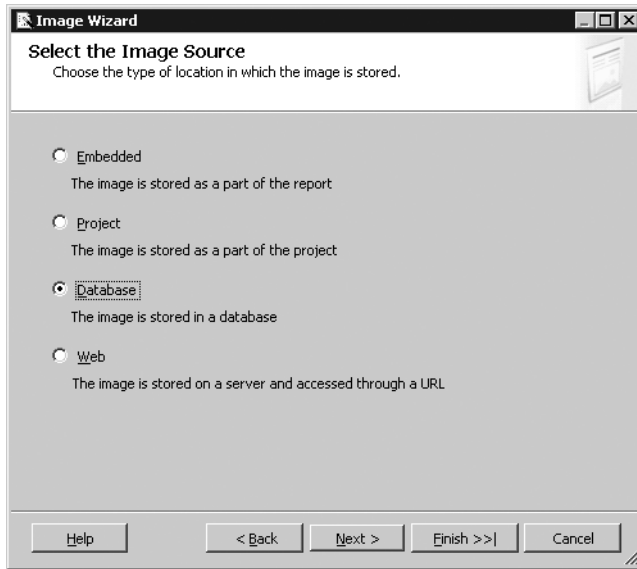 Image Wizard
Select the Image Source
Choose the type of location in which the image is stored.
Embedded
The image is stored as a part of the report
Project
The image is stored as a part of the project
Database
The image is stored in a database
Web
The image is stored on a server and accessed through a URL
Help < Back Next > Finish >>| Cancel